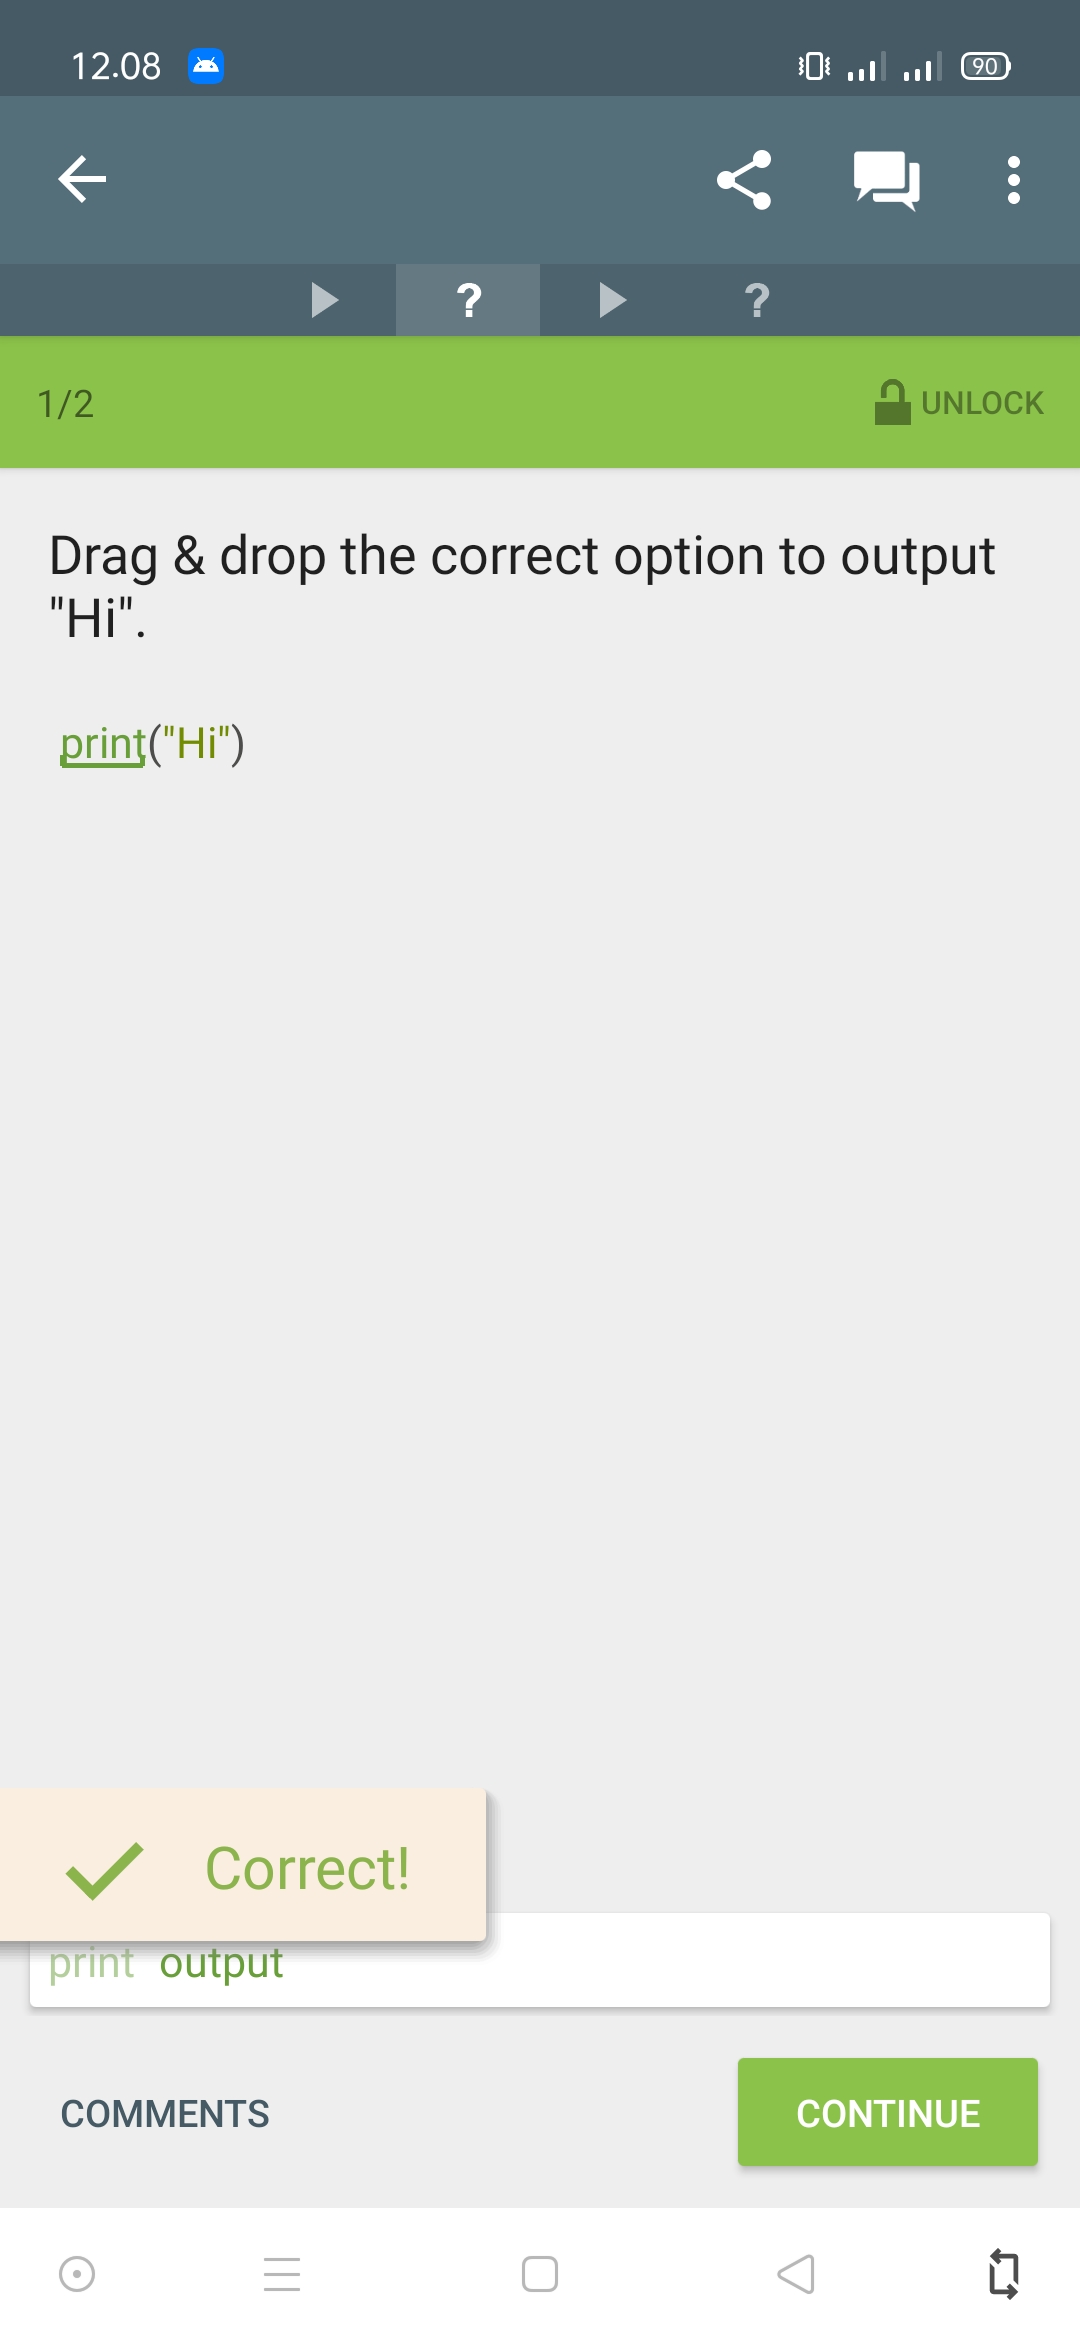 12.08
90
?
?
1/2
UNLOCK
Drag & drop the correct option to output
"Hi".
print("Hi")
Correct!
print output
COMMENTS
CONTINUE